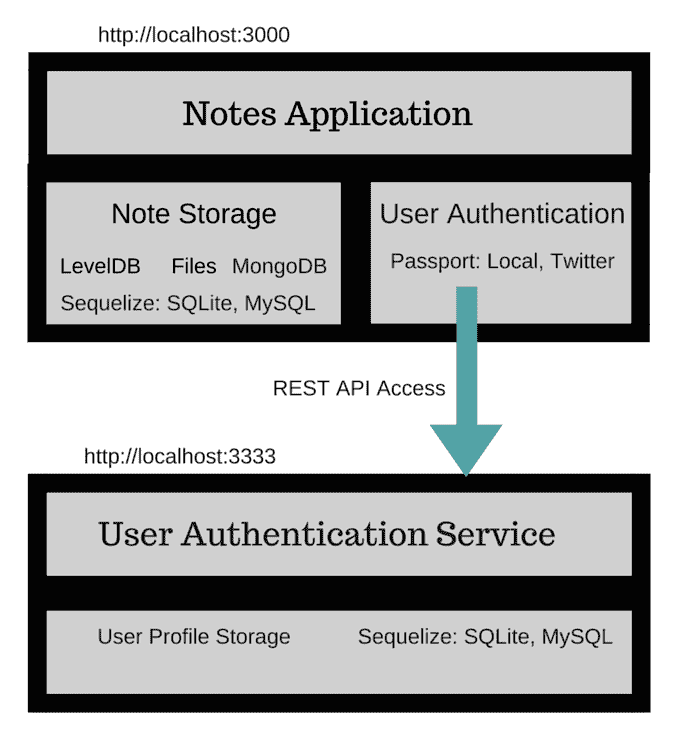 http://localhost:3000
Notes Application
Note Storage
LevelDB Files MongoDB
Sequelize: SQLite, MySQL
User Authentication
Passport: Local, Twitter
REST API Access
http://localhost:3333
User Authentication Service
User Profile Storage Sequelize: SQLite, MySQL